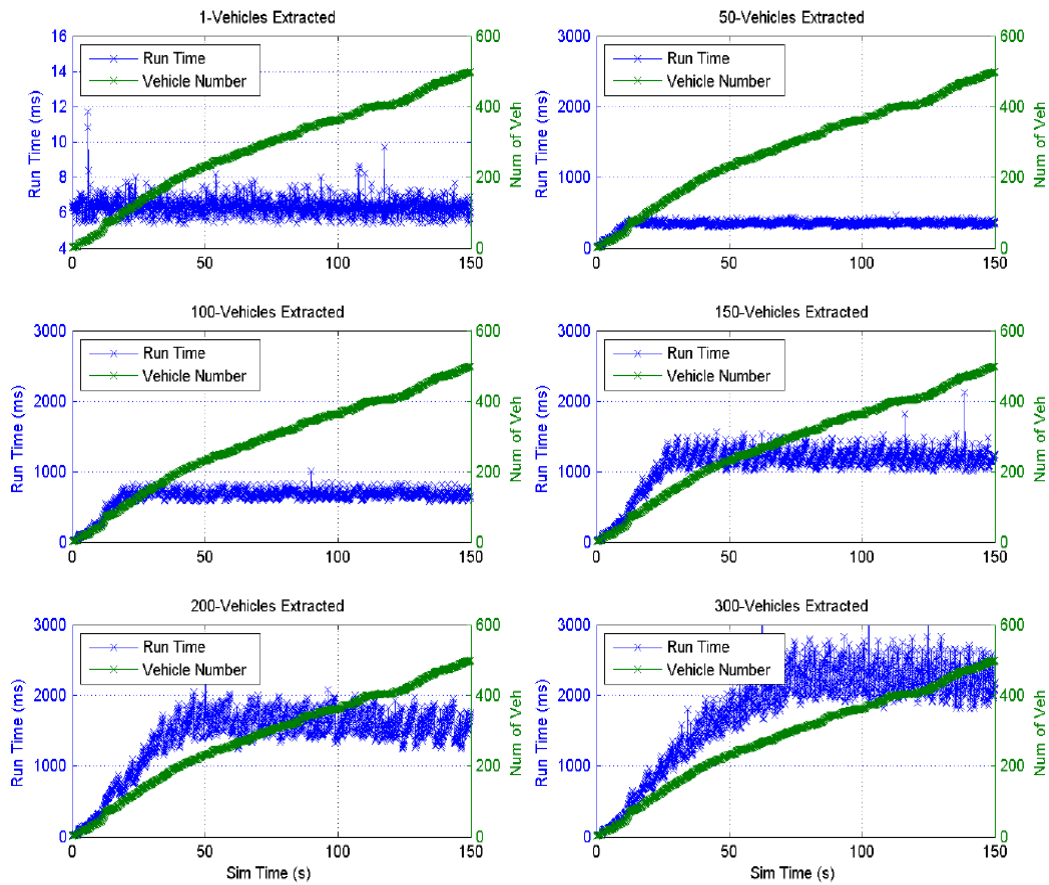 1-Vehicles Extracted
16
14
12
10
8
6
4
Run Time (ms)
Run Time
Vehicle Number
600
400
200
0
Num of Veh
0 50 100 150
50-Vehicles Extracted
3000
2000
1000
0
Run Time (ms)
Run Time
Vehicle Number
600
400
200
0
Num of Veh
0 50 100 150
100-Vehicles Extracted
3000
2000
1000
0
Run Time (ms)
Run Time
Vehicle Number
600
400
200
0
Num of Veh
0 50 100 150
150-Vehicles Extracted
3000
2000
1000
0
Run Time (ms)
Run Time
Vehicle Number
600
400
200
0
Num of Veh
0 50 100 150
200-Vehicles Extracted
3000
2000
1000
0
Run Time (ms)
Run Time
Vehicle Number
600
400
200
0
Num of Veh
0 50 100 150
Sim Time (s)
300-Vehicles Extracted
3000
2000
1000
0
Run Time (ms)
Run Time
Vehicle Number
600
400
200
0
Num of Veh
0 50 100 150
Sim Time (s)